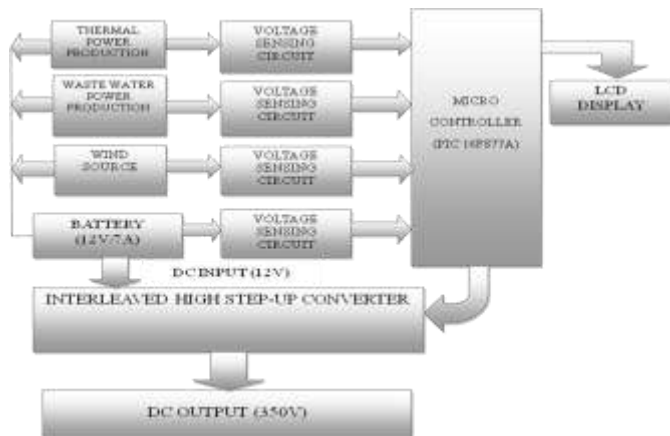 THERMAL
POWER
PRODUCTION
VOLTAGE
SENSING
CIRCUIT
WASTE WATER
POWER
PRODUCTION
VOLTAGE
SENSING
CIRCUIT
WIND
SOURCE
VOLTAGE
SENSING
CIRCUIT
BATTERY
(12V/7A)
VOLTAGE
SENSING
CIRCUIT
MICRO
CONTROLLER
(PIC 16F877A)
LCD
DISPLAY
DC INPUT (12V)
INTERLEAVED HIGH STEP-UP CONVERTER
DC OUTPUT (350V)